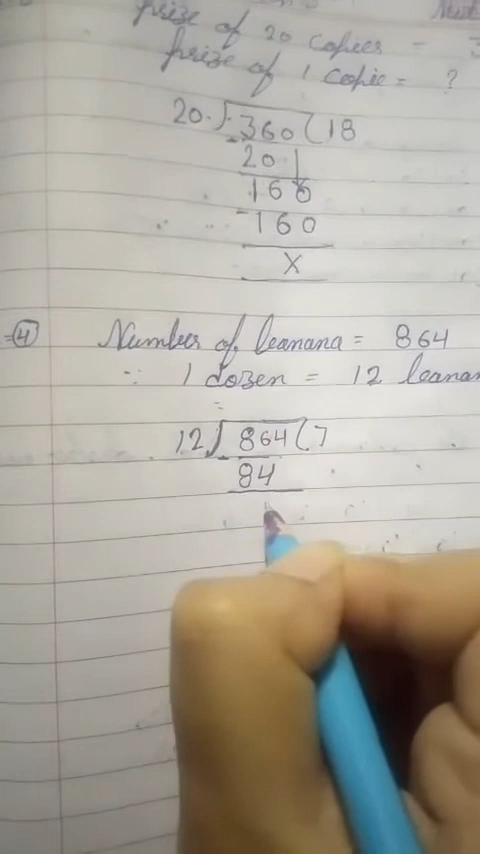 prize of 20 copies = 3
prize of 1 copie = ?
20 ) 360 ( 18
- 20
160
- 160
X
4 Number of banana = 864
∵ 1 dozen = 12
=
12 ) 864 ( 7
- 84